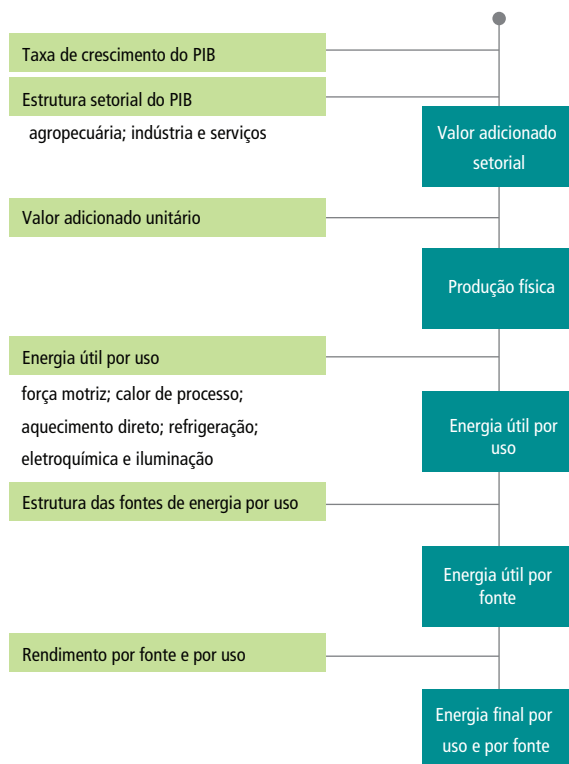 Taxa de crescimento do PIB
Estrutura setorial do PIB
agropecuária; indústria e serviços
Valor adicionado
setorial
Valor adicionado unitário
Produção física
Energia útil por uso
força motriz; calor de processo;
aquecimento direto; refrigeração;
eletroquímica e iluminação
Energia útil por
uso
Estrutura das fontes de energia por uso
Energia útil por
fonte
Rendimento por fonte e por uso
Energia final por
uso e por fonte